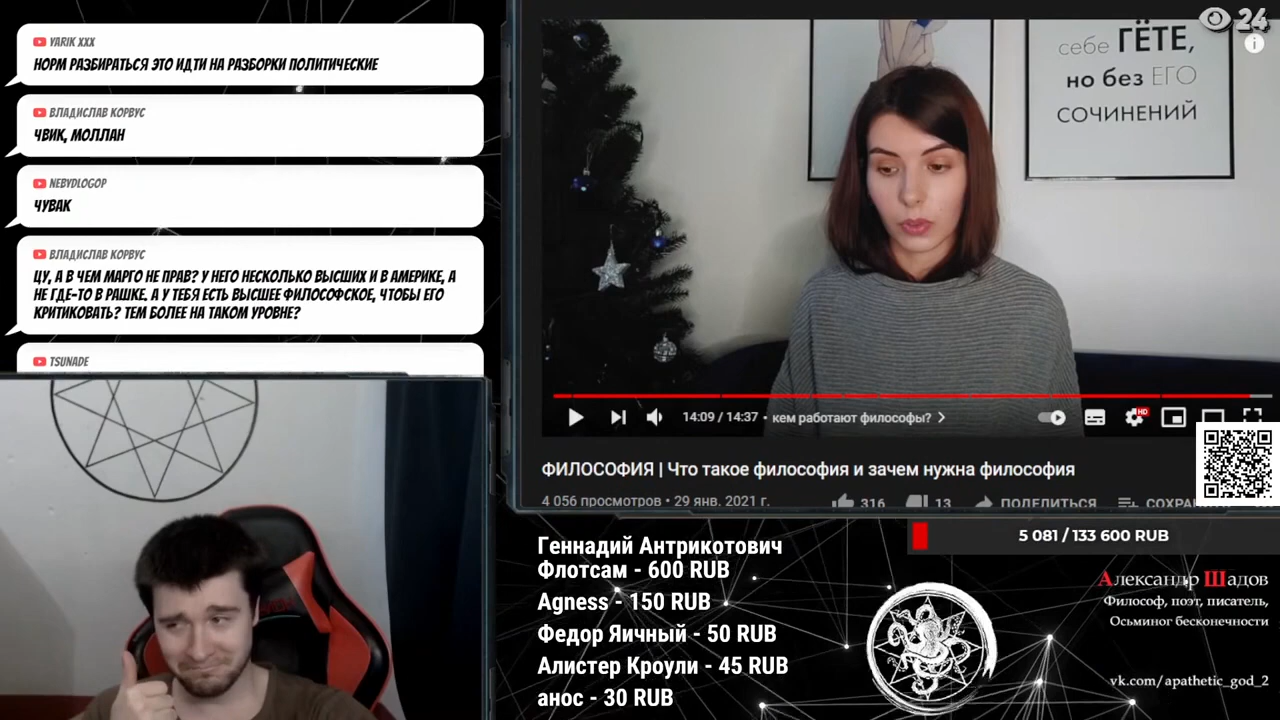 YARIK XXX
НОРМ РАЗБИРАТЬСЯ ЭТО ИДТИ НА РАЗБОРКИ ПОЛИТИЧЕСКИЕ
ВЛАДИСЛАВ КОРВУС
ЧВИК, МОЛЛАН
NEBYDLOGOP
ЧУВАК
ВЛАДИСЛАВ КОРВУС
ЦУ, А В ЧЕМ МАРГО НЕ ПРАВ? У НЕГО НЕСКОЛЬКО ВЫСШИХ И В АМЕРИКЕ, А
НЕ ГДЕ-ТО В РАШКЕ. А У ТЕБЯ ЕСТЬ ВЫСШЕЕ ФИЛОСОФСКОЕ, ЧТОБЫ ЕГО
КРИТИКОВАТЬ? ТЕМ БОЛЕЕ НА ТАКОМ УРОВНЕ?
TSUNADE
24
себе ГЁТЕ,
но без ЕГО
СОЧИНЕНИЙ
14:09 / 14:37 • кем работают философы?
HD
ФИЛОСОФИЯ | Что такое философия и зачем нужна философия
4 056 просмотров • 29 янв. 2021 г.
316
13
ПОДЕЛИТЬСЯ
СОХРАН
5 081 / 133 600 RUB
Геннадий Антрикотович
Флотсам - 600 RUB
Agness - 150 RUB
Федор Яичный - 50 RUB
Алистер Кроули - 45 RUB
анос - 30 RUB
Александр Шадов
Философ, поэт, писатель,
Осьминог бесконечности
vk.com/apathetic_god_2